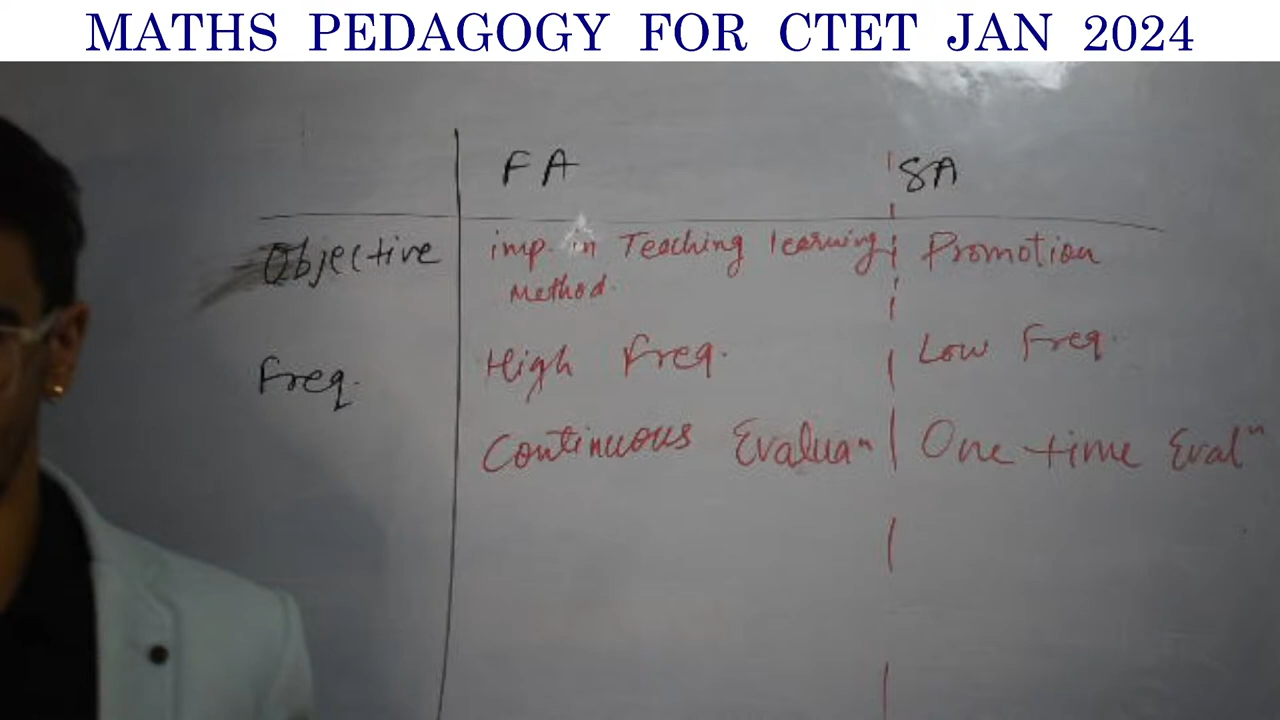 MATHS PEDAGOGY FOR CTET JAN 2024
FA SA
Objective imp. in Teaching learning Promotion
Method.
Freq. High Freq. Low Freq.
Continuous Evaluaⁿ One time Evalⁿ